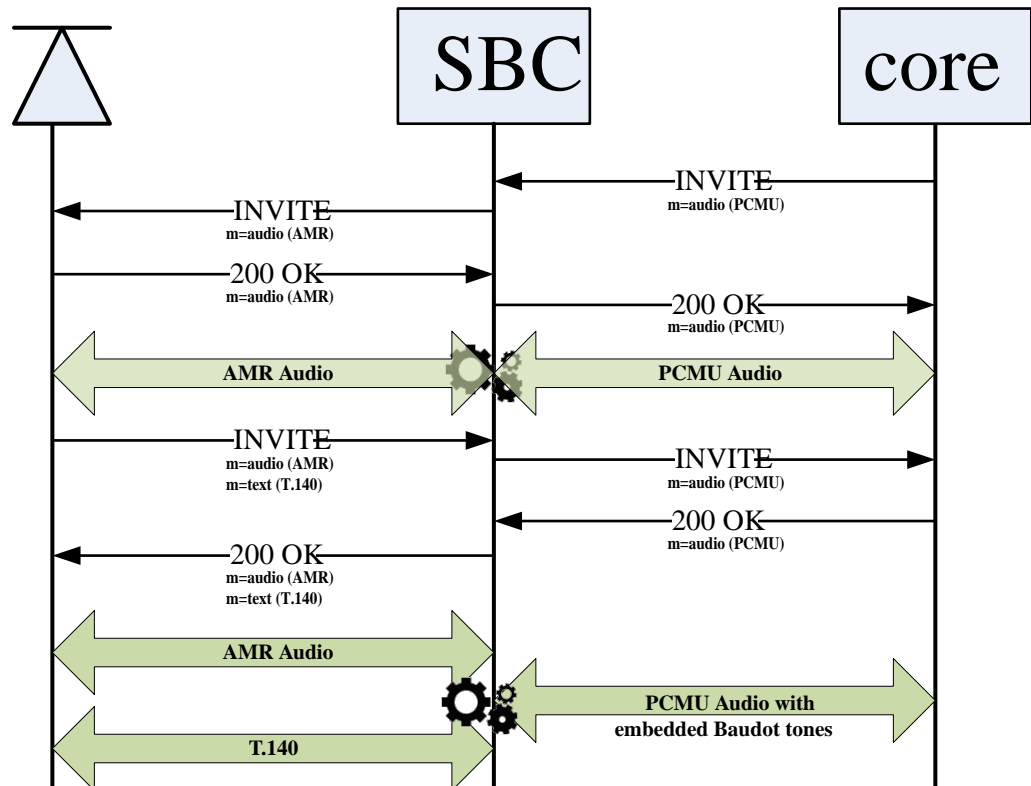 SBC
core
INVITE
m=audio (PCMU)
INVITE
m=audio (AMR)
200 OK
m=audio (AMR)
200 OK
m=audio (PCMU)
AMR Audio
PCMU Audio
INVITE
m=audio (AMR)
m=text (T.140)
INVITE
m=audio (PCMU)
200 OK
m=audio (PCMU)
200 OK
m=audio (AMR)
m=text (T.140)
AMR Audio
PCMU Audio with
embedded Baudot tones
T.140